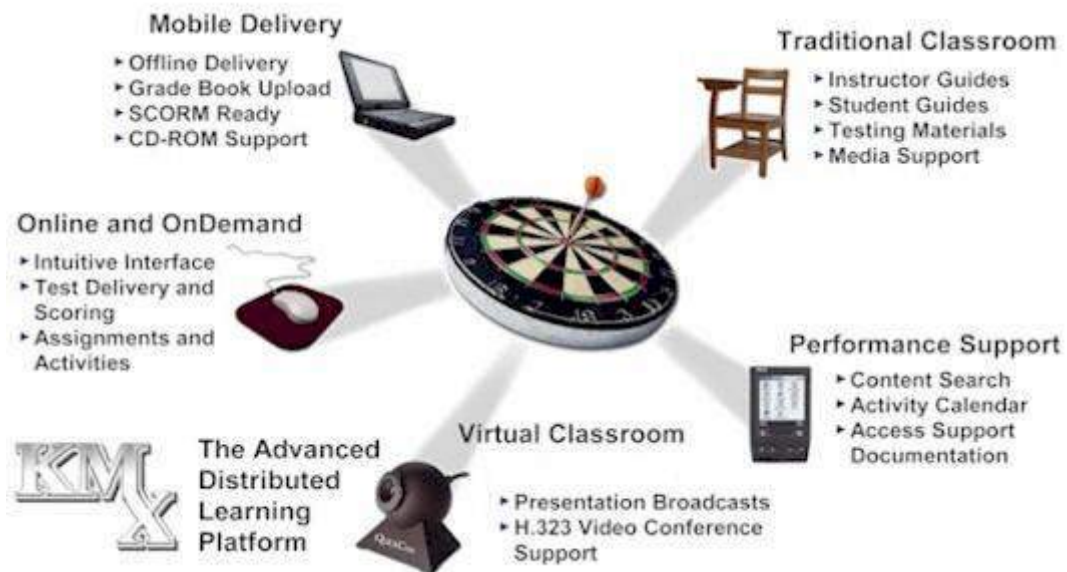 Mobile Delivery
Offline Delivery
Grade Book Upload
SCORM Ready
CD-ROM Support
Traditional Classroom
Instructor Guides
Student Guides
Testing Materials
Media Support
Online and OnDemand
Intuitive Interface
Test Delivery and
Scoring
Assignments and
Activities
Performance Support
Content Search
Activity Calendar
Access Support
Documentation
Virtual Classroom
Presentation Broadcasts
H.323 Video Conference
Support
KMx
The Advanced
Distributed
Learning
Platform
QuickCam